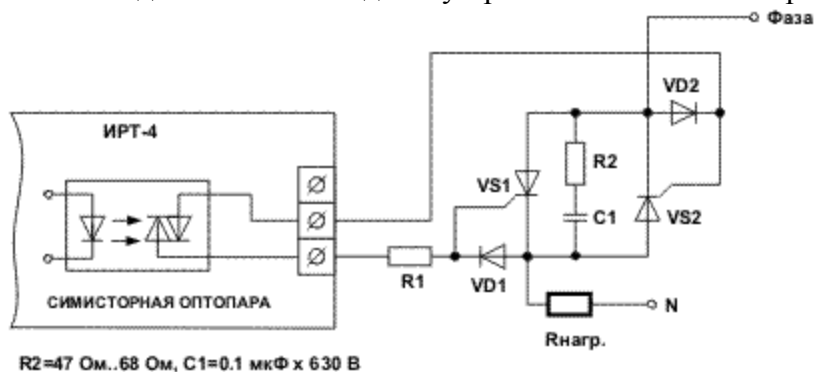 Фаза
VD2
ИРТ-4
R2
VS1
C1
VS2
R1
VD1
N
СИМИСТОРНАЯ ОПТОПАРА
Rнагр.
R2=47 Ом..68 Ом, C1=0.1 мкФ x 630 В